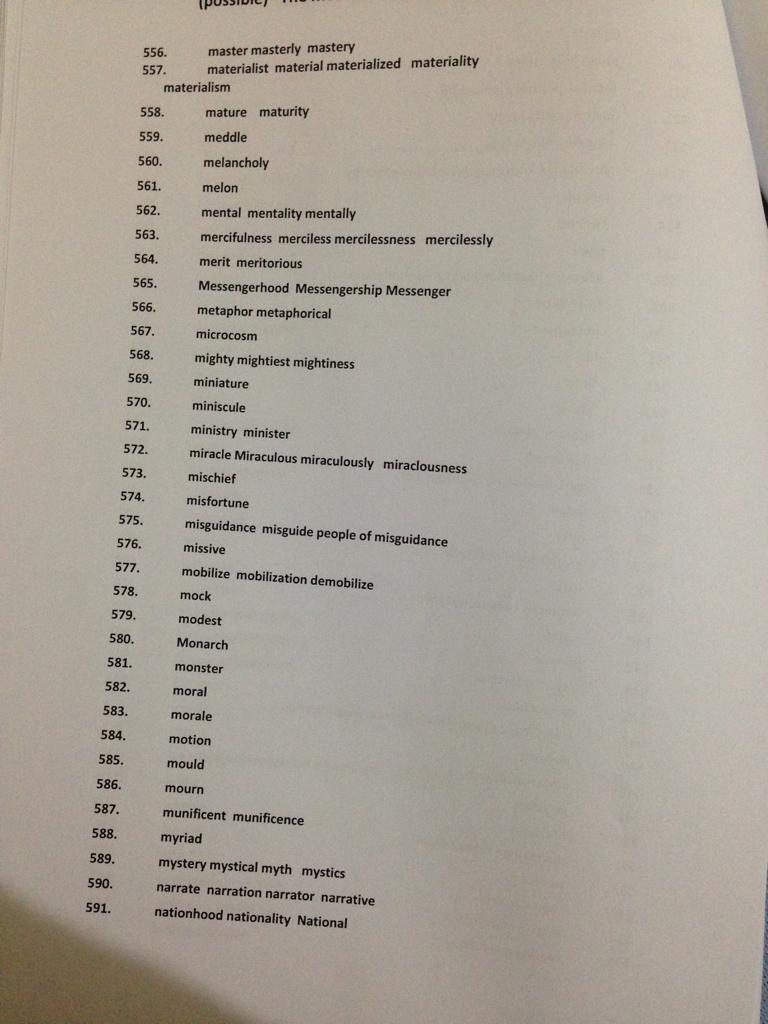 (possible) The
556. master masterly mastery
557. materialist material materialized materiality
materialism
558. mature maturity
559. meddle
560. melancholy
561. melon
562. mental mentality mentally
563. mercifulness merciless mercilessness mercilessly
564. merit meritorious
565. Messengerhood Messengership Messenger
566. metaphor metaphorical
567. microcosm
568. mighty mightiest mightiness
569. miniature
570. miniscule
571. ministry minister
572. miracle Miraculous miraculously miraclousness
573. mischief
574. misfortune
575. misguidance misguide people of misguidance
576. missive
577. mobilize mobilization demobilize
578. mock
579. modest
580. Monarch
581. monster
582. moral
583. morale
584. motion
585. mould
586. mourn
587. munificent munificence
588. myriad
589. mystery mystical myth mystics
590. narrate narration narrator narrative
591. nationhood nationality National